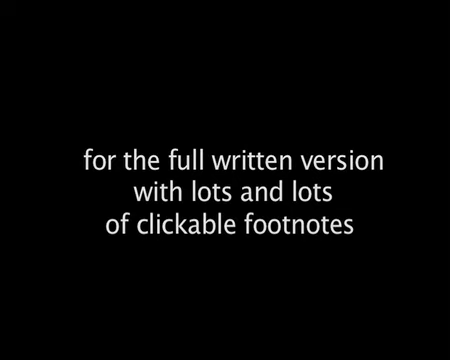 for the full written version
with lots and lots
of clickable footnotes